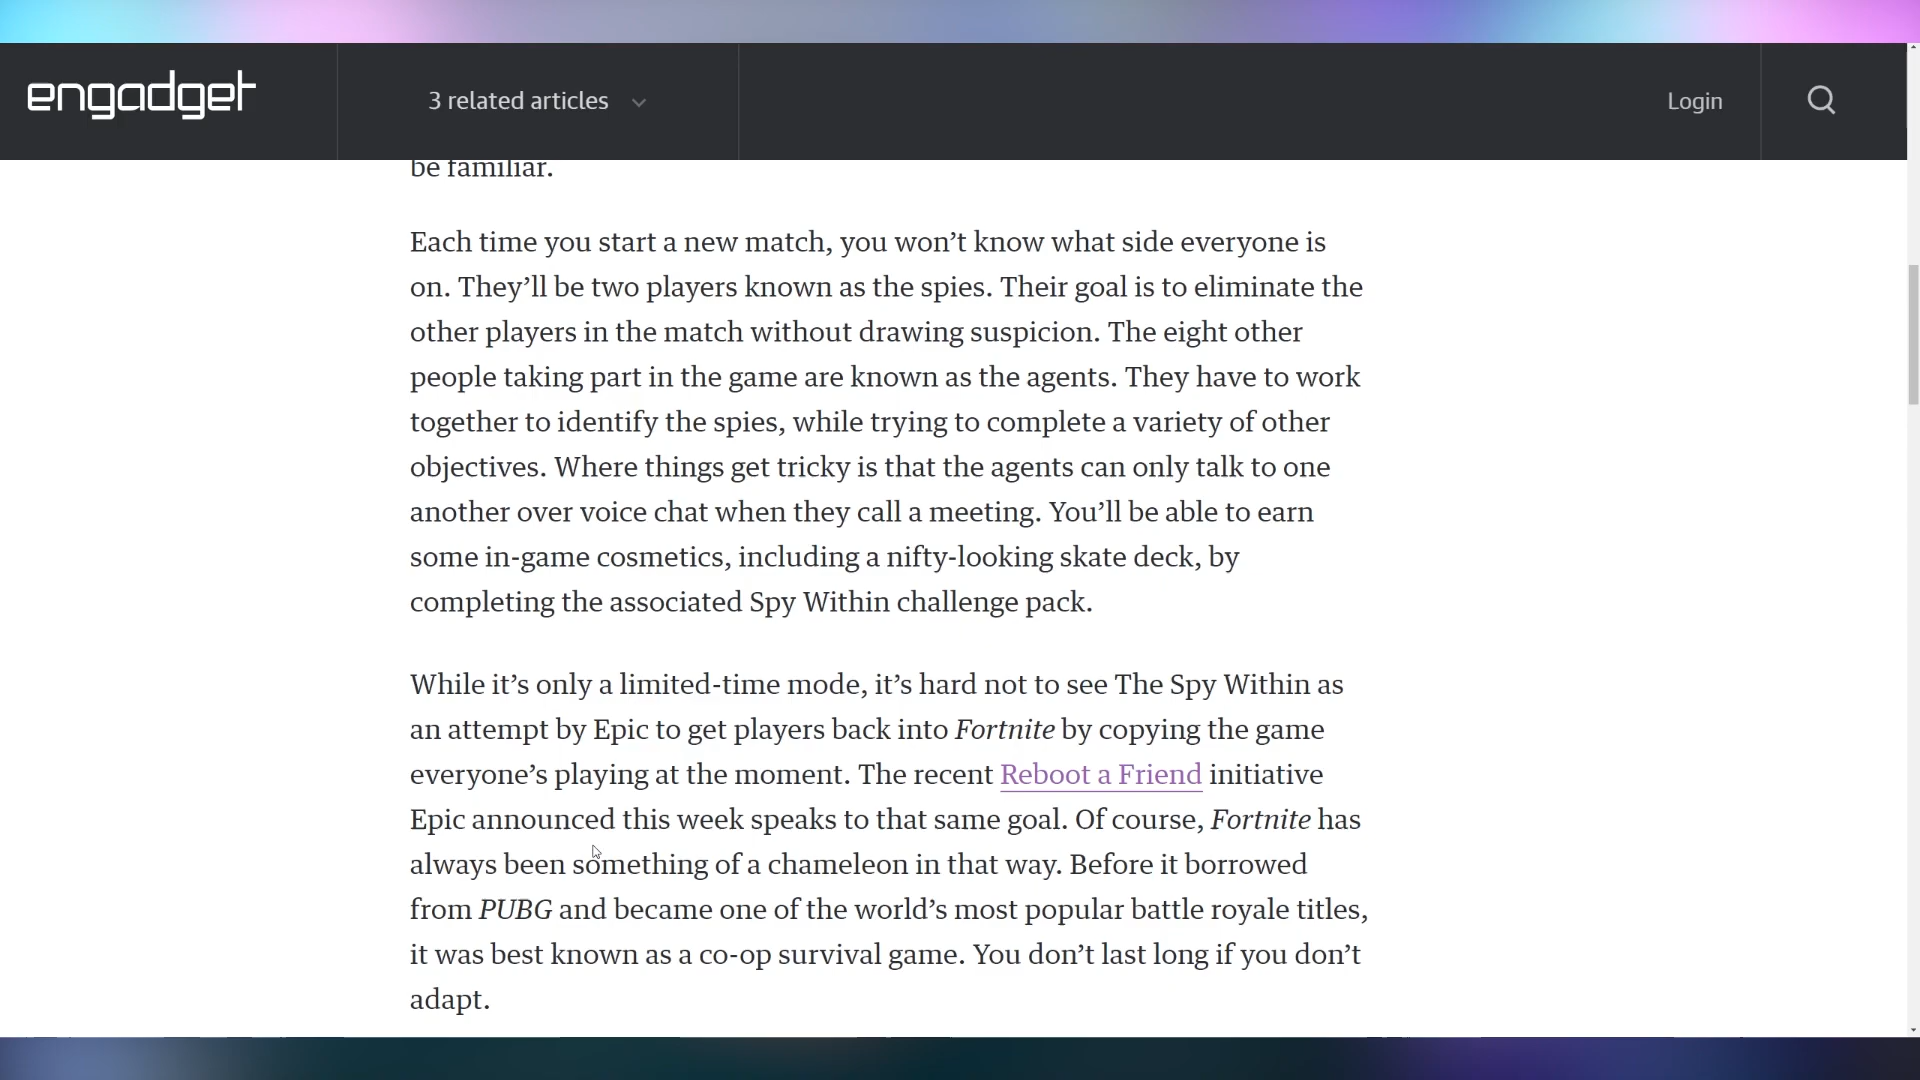 engadget
3 related articles
Login
be familiar.
Each time you start a new match, you won’t know what side everyone is
on. They’ll be two players known as the spies. Their goal is to eliminate the
other players in the match without drawing suspicion. The eight other
people taking part in the game are known as the agents. They have to work
together to identify the spies, while trying to complete a variety of other
objectives. Where things get tricky is that the agents can only talk to one
another over voice chat when they call a meeting. You’ll be able to earn
some in-game cosmetics, including a nifty-looking skate deck, by
completing the associated Spy Within challenge pack.
While it’s only a limited-time mode, it’s hard not to see The Spy Within as
an attempt by Epic to get players back into Fortnite by copying the game
everyone’s playing at the moment. The recent Reboot a Friend initiative
Epic announced this week speaks to that same goal. Of course, Fortnite has
always been something of a chameleon in that way. Before it borrowed
from PUBG and became one of the world’s most popular battle royale titles,
it was best known as a co-op survival game. You don’t last long if you don’t
adapt.